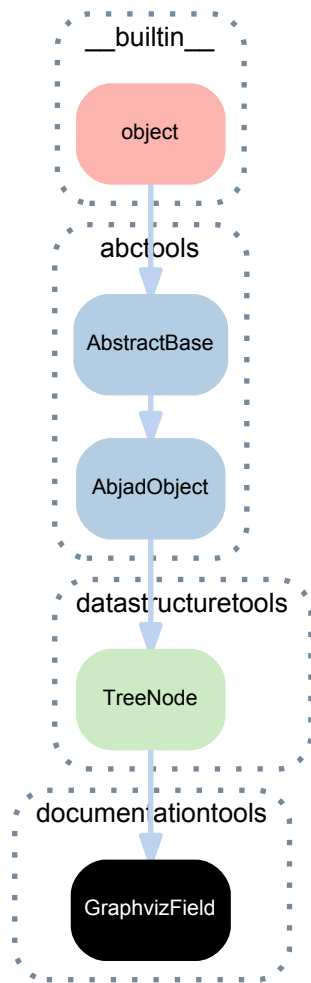 __builtin__
object
abctools
AbstractBase
AbjadObject
datastructuretools
TreeNode
documentationtools
GraphvizField